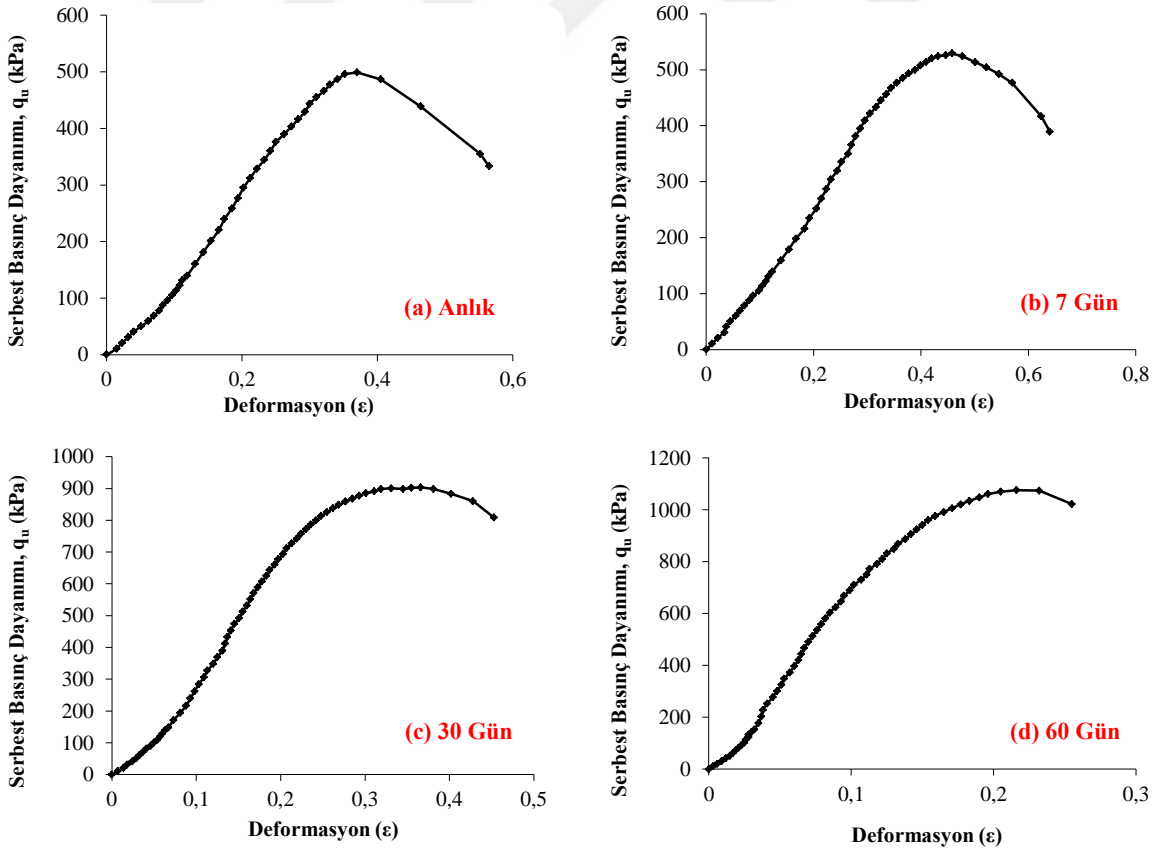 Serbest Basınç Dayanımı, qᵤ (kPa)
600
500
400
300
200
100
0
0 0,2 0,4 0,6
Deformasyon (ε)
(a) Anlık
Serbest Basınç Dayanımı, qᵤ (kPa)
600
500
400
300
200
100
0
0 0,2 0,4 0,6 0,8
Deformasyon (ε)
(b) 7 Gün
Serbest Basınç Dayanımı, qᵤ (kPa)
1000
900
800
700
600
500
400
300
200
100
0
0 0,1 0,2 0,3 0,4 0,5
Deformasyon (ε)
(c) 30 Gün
Serbest Basınç Dayanımı, qᵤ (kPa)
1200
1000
800
600
400
200
0
0 0,1 0,2 0,3
Deformasyon (ε)
(d) 60 Gün